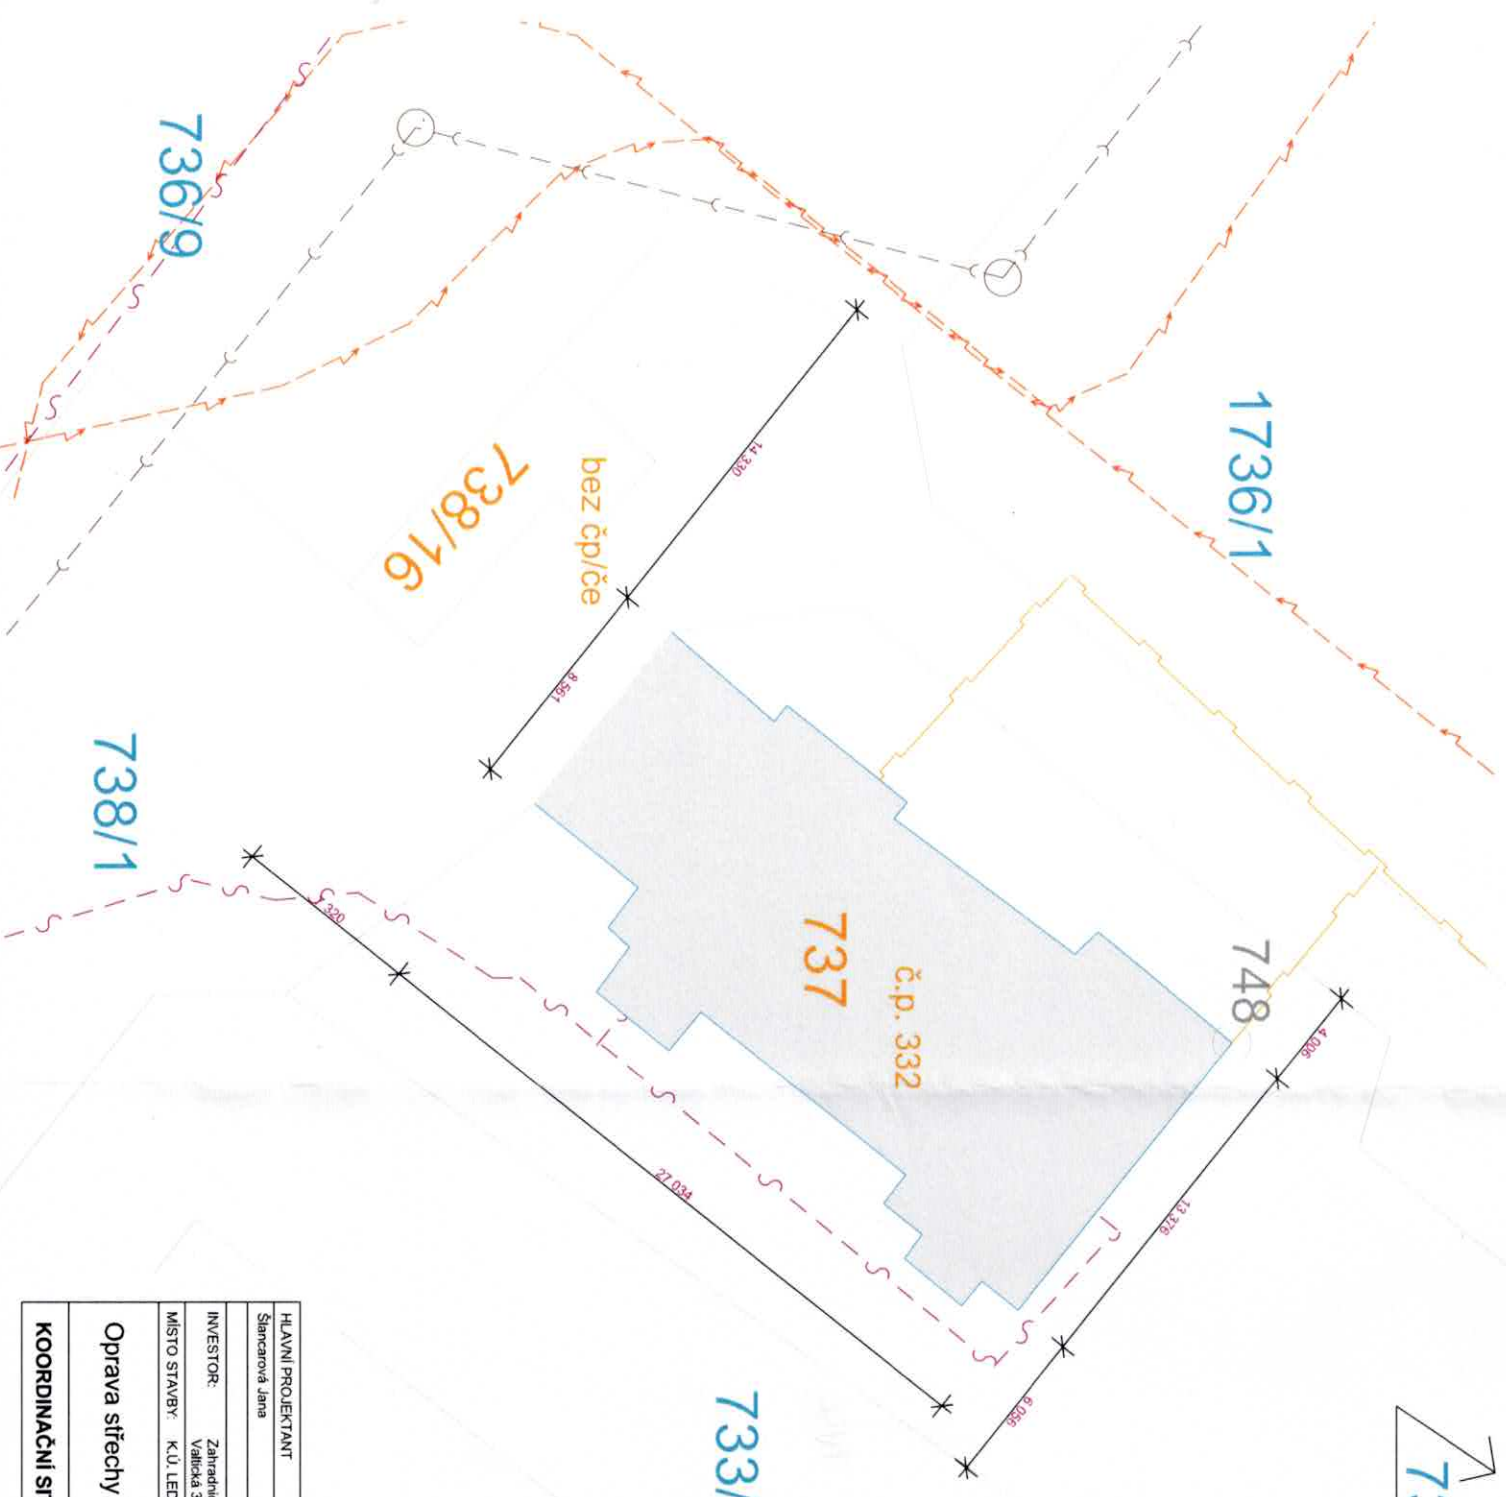 736/9
1736/1
14 330
738/16
bez čp/če
8 561
738/1
320
737
č.p. 332
748
4 006
27 034
13 376
6 056
733/
HLAVNÍ PROJEKTANT
Šlancarová Jana
INVESTOR:
MÍSTO STAVBY: K.Ú. LED
Oprava střechy
KOORDINAČNÍ